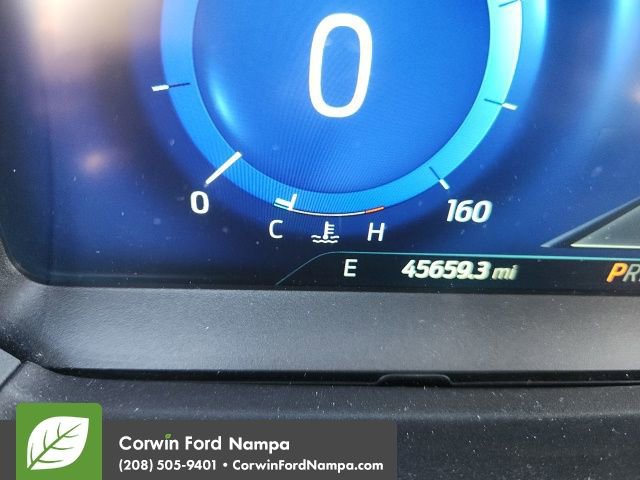 0
0 160
C H
E 45659.3 mi PR
Corwin Ford Nampa
(208) 505-9401 • CorwinFordNampa.com